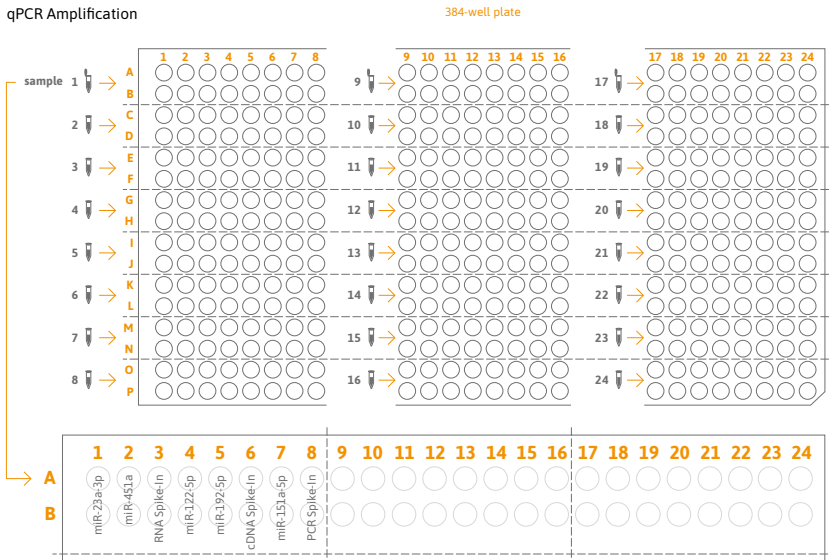 qPCR Amplification
384-well plate
1 2 3 4 5 6 7 8
9 10 11 12 13 14 15 16
17 18 19 20 21 22 23 24
sample 1 A 9 17
B
2 C 10 18
D
3 E 11 19
F
4 G 12 20
H
5 I 13 21
J
6 K 14 22
L
7 M 15 23
N
8 O 16 24
P
1 2 3 4 5 6 7 8 9 10 11 12 13 14 15 16 17 18 19 20 21 22 23 24
A
B
miR-23a-3p
miR-451a
RNA Spike-In
miR-122-5p
miR-192-5p
cDNA Spike-In
miR-151a-5p
PCR Spike-In